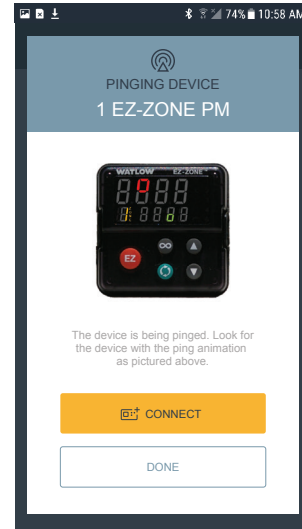 74% 10:58 AM
PINGING DEVICE
1 EZ-ZONE PM
WATLOW EZ-ZONE
EZ
The device is being pinged. Look for
the device with the ping animation
as pictured above.
CONNECT
DONE